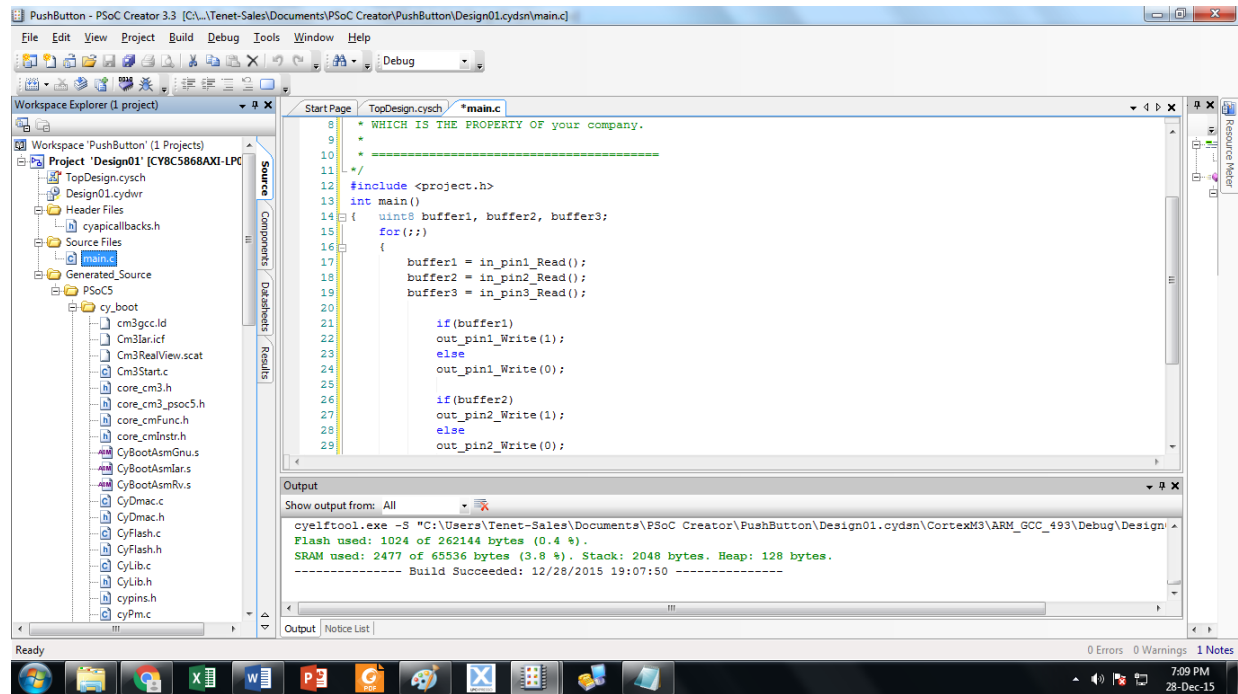 PushButton - PSoC Creator 3.3 [C:\...\Tenet-Sales\Documents\PSoC Creator\PushButton\Design01.cydsn\main.c]
File Edit View Project Build Debug Tools Window Help
Debug
Workspace Explorer (1 project)
Workspace 'PushButton' (1 Projects)
Project 'Design01' [CY8C5868AXI-LP0
TopDesign.cysch
Design01.cydwr
Header Files
cyapicallbacks.h
Source Files
main.c
Generated_Source
PSoC5
cy_boot
cm3gcc.ld
Cm3Iar.icf
Cm3RealView.scat
Cm3Start.c
core_cm3.h
core_cm3_psoc5.h
core_cmFunc.h
core_cmInstr.h
CyBootAsmGnu.s
CyBootAsmIar.s
CyBootAsmRv.s
CyDmac.c
CyDmac.h
CyFlash.c
CyFlash.h
CyLib.c
CyLib.h
cypins.h
cyPm.c
Source
Components
Datasheets
Results
Start Page TopDesign.cysch *main.c
8 * WHICH IS THE PROPERTY OF your company.
9 *
10 * ========================================
11 */
12 #include <project.h>
13 int main()
14 { uint8 buffer1, buffer2, buffer3;
15 for(;;)
16 {
17 buffer1 = in_pin1_Read();
18 buffer2 = in_pin2_Read();
19 buffer3 = in_pin3_Read();
20
21 if(buffer1)
22 out_pin1_Write(1);
23 else
24 out_pin1_Write(0);
25
26 if(buffer2)
27 out_pin2_Write(1);
28 else
29 out_pin2_Write(0);
Resource Meter
Output
Show output from: All
cyelftool.exe -S "C:\Users\Tenet-Sales\Documents\PSoC Creator\PushButton\Design01.cydsn\CortexM3\ARM_GCC_493\Debug\Design
Flash used: 1024 of 262144 bytes (0.4 %).
SRAM used: 2477 of 65536 bytes (3.8 %). Stack: 2048 bytes. Heap: 128 bytes.
--------------- Build Succeeded: 12/28/2015 19:07:50 ---------------
Output Notice List
Ready
0 Errors 0 Warnings 1 Notes
7:09 PM
28-Dec-15